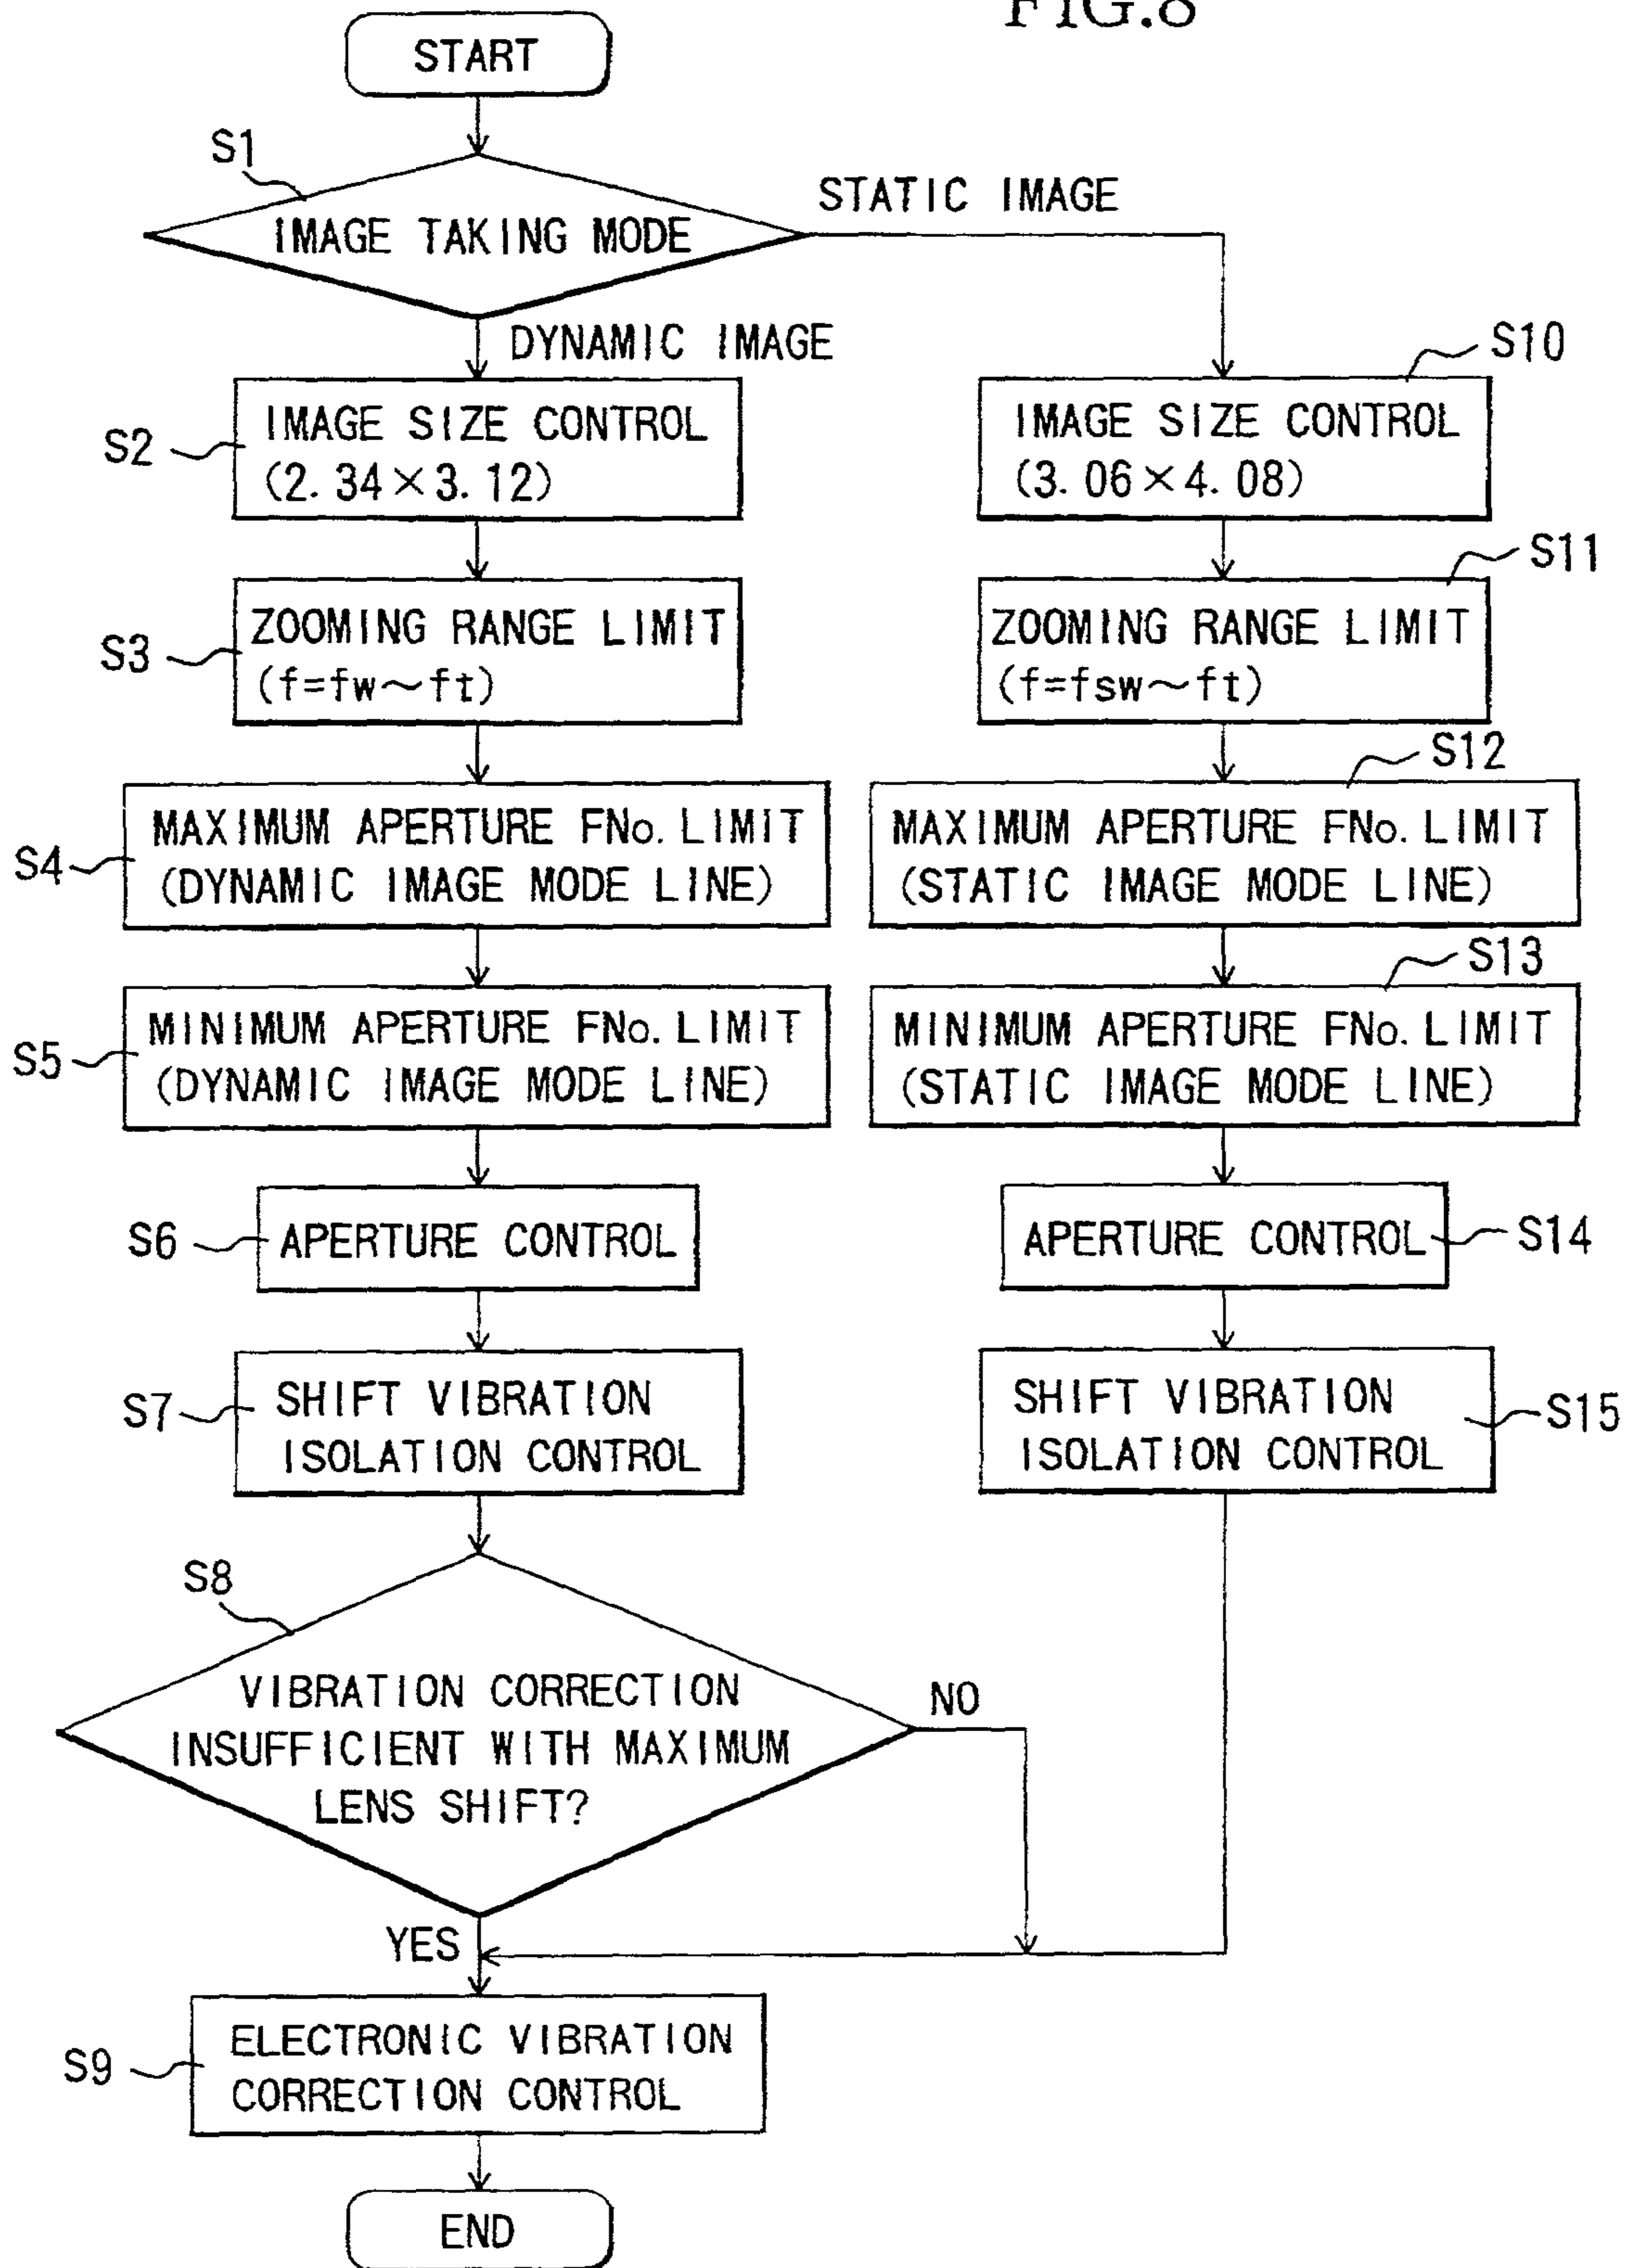 FIG.8
START
S1
IMAGE TAKING MODE
STATIC IMAGE
DYNAMIC IMAGE
S2
IMAGE SIZE CONTROL
(2.34×3.12)
S3
ZOOMING RANGE LIMIT
(f=fw~ft)
S4
MAXIMUM APERTURE FNo. LIMIT
(DYNAMIC IMAGE MODE LINE)
S5
MINIMUM APERTURE FNo. LIMIT
(DYNAMIC IMAGE MODE LINE)
S6
APERTURE CONTROL
S7
SHIFT VIBRATION
ISOLATION CONTROL
S8
VIBRATION CORRECTION
INSUFFICIENT WITH MAXIMUM
LENS SHIFT?
NO
YES
S10
IMAGE SIZE CONTROL
(3.06×4.08)
S11
ZOOMING RANGE LIMIT
(f=fsw~ft)
S12
MAXIMUM APERTURE FNo. LIMIT
(STATIC IMAGE MODE LINE)
S13
MINIMUM APERTURE FNo. LIMIT
(STATIC IMAGE MODE LINE)
APERTURE CONTROL
S14
SHIFT VIBRATION
ISOLATION CONTROL
S15
S9
ELECTRONIC VIBRATION
CORRECTION CONTROL
END